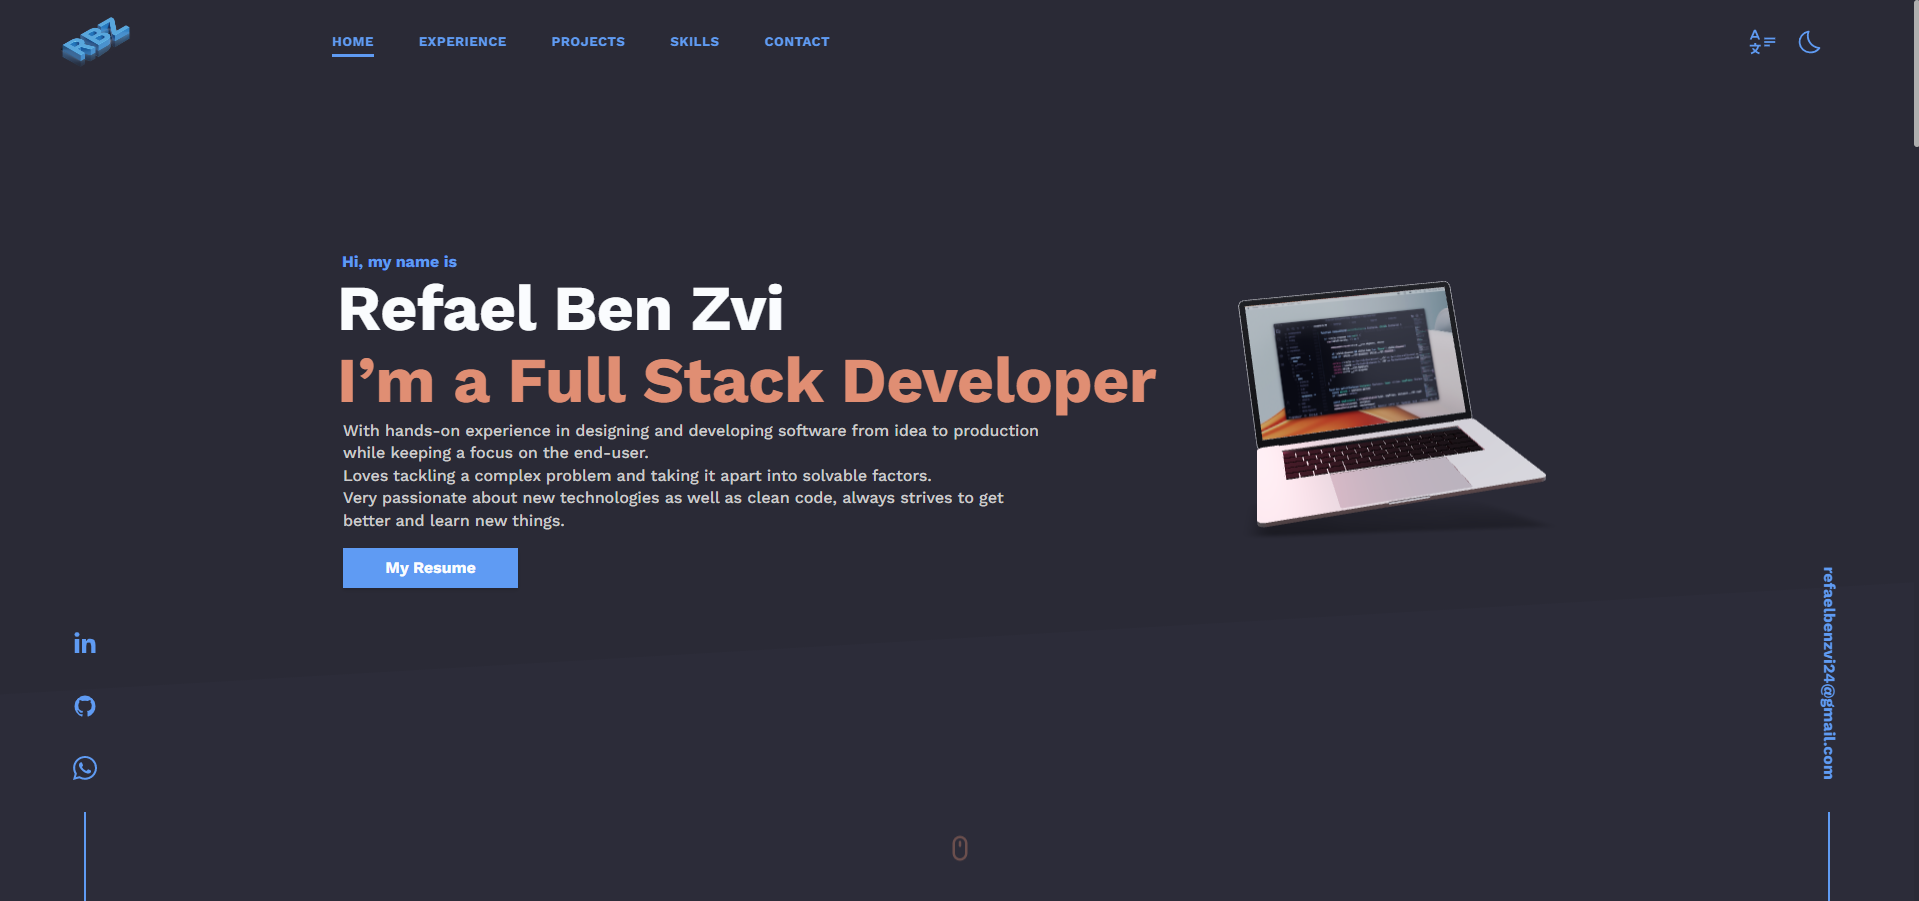 RBZ
HOME
EXPERIENCE
PROJECTS
SKILLS
CONTACT
A
文
Hi, my name is
Refael Ben Zvi
I’m a Full Stack Developer
With hands-on experience in designing and developing software from idea to production
while keeping a focus on the end-user.
Loves tackling a complex problem and taking it apart into solvable factors.
Very passionate about new technologies as well as clean code, always strives to get
better and learn new things.
My Resume
in
refaelbenzvi24@gmail.com